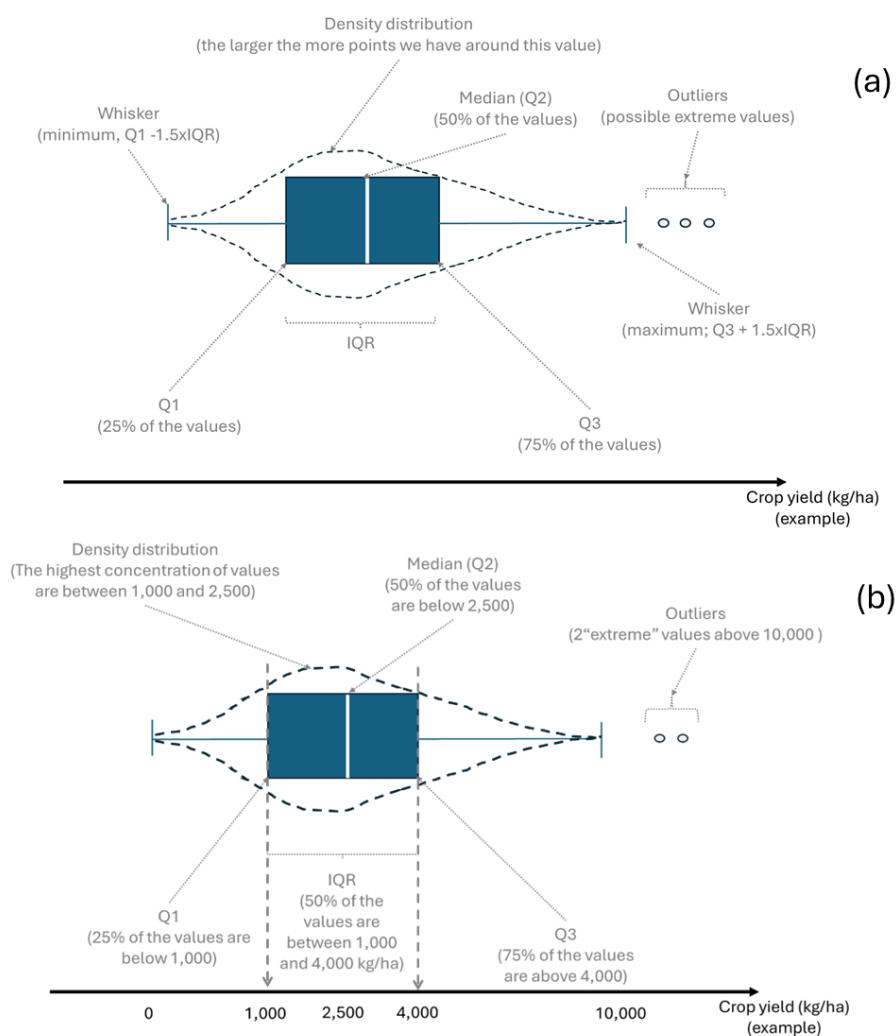 Density distribution
(the larger the more points we have around this value)
(a)
Median (Q2)
(50% of the values)
Outliers
(possible extreme values)
Whisker
(minimum, Q1 -1.5xIQR)
Whisker
(maximum; Q3 + 1.5xIQR)
IQR
Q1
(25% of the values)
Q3
(75% of the values)
Crop yield (kg/ha)
(example)
Density distribution
(The highest concentration of values
are between 1,000 and 2,500)
Median (Q2)
(50% of the values
are below 2,500)
(b)
Outliers
(2“extreme” values above 10,000 )
IQR
(50% of the
values are
between 1,000
and 4,000 kg/ha)
Q1
(25% of the values are
below 1,000)
Q3
(75% of the values
are above 4,000)
0 1,000 2,500 4,000 10,000
Crop yield (kg/ha)
(example)